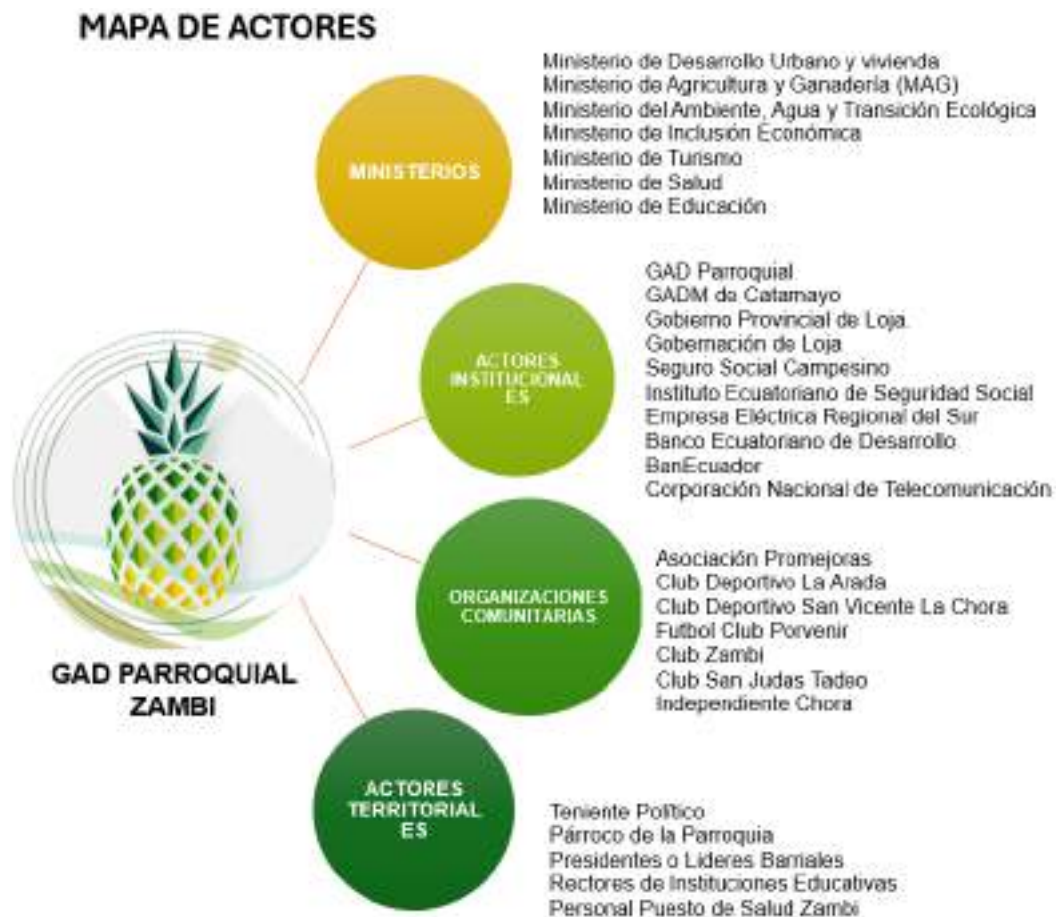 MAPA DE ACTORES
MINISTERIOS
Ministerio de Desarrollo Urbano y vivienda
Ministerio de Agricultura y Ganadería (MAG)
Ministerio del Ambiente, Agua y Transición Ecológica
Ministerio de Inclusión Económica
Ministerio de Turismo
Ministerio de Salud
Ministerio de Educación
ACTORES
INSTITUCIONAL
ES
GAD Parroquial
GADM de Catamayo
Gobierno Provincial de Loja
Gobernación de Loja
Seguro Social Campesino
Instituto Ecuatoriano de Seguridad Social
Empresa Eléctrica Regional del Sur
Banco Ecuatoriano de Desarrollo
BanEcuador
Corporación Nacional de Telecomunicación
ORGANIZACIONES
COMUNITARIAS
Asociación Promejoras
Club Deportivo La Arada
Club Deportivo San Vicente La Chora
Futbol Club Porvenir
Club Zambi
Club San Judas Tadeo
Independiente Chora
GAD PARROQUIAL
ZAMBI
ACTORES
TERRITORIAL
ES
Teniente Político
Párroco de la Parroquia
Presidentes o Lideres Barriales
Rectores de Instituciones Educativas
Personal Puesto de Salud Zambi